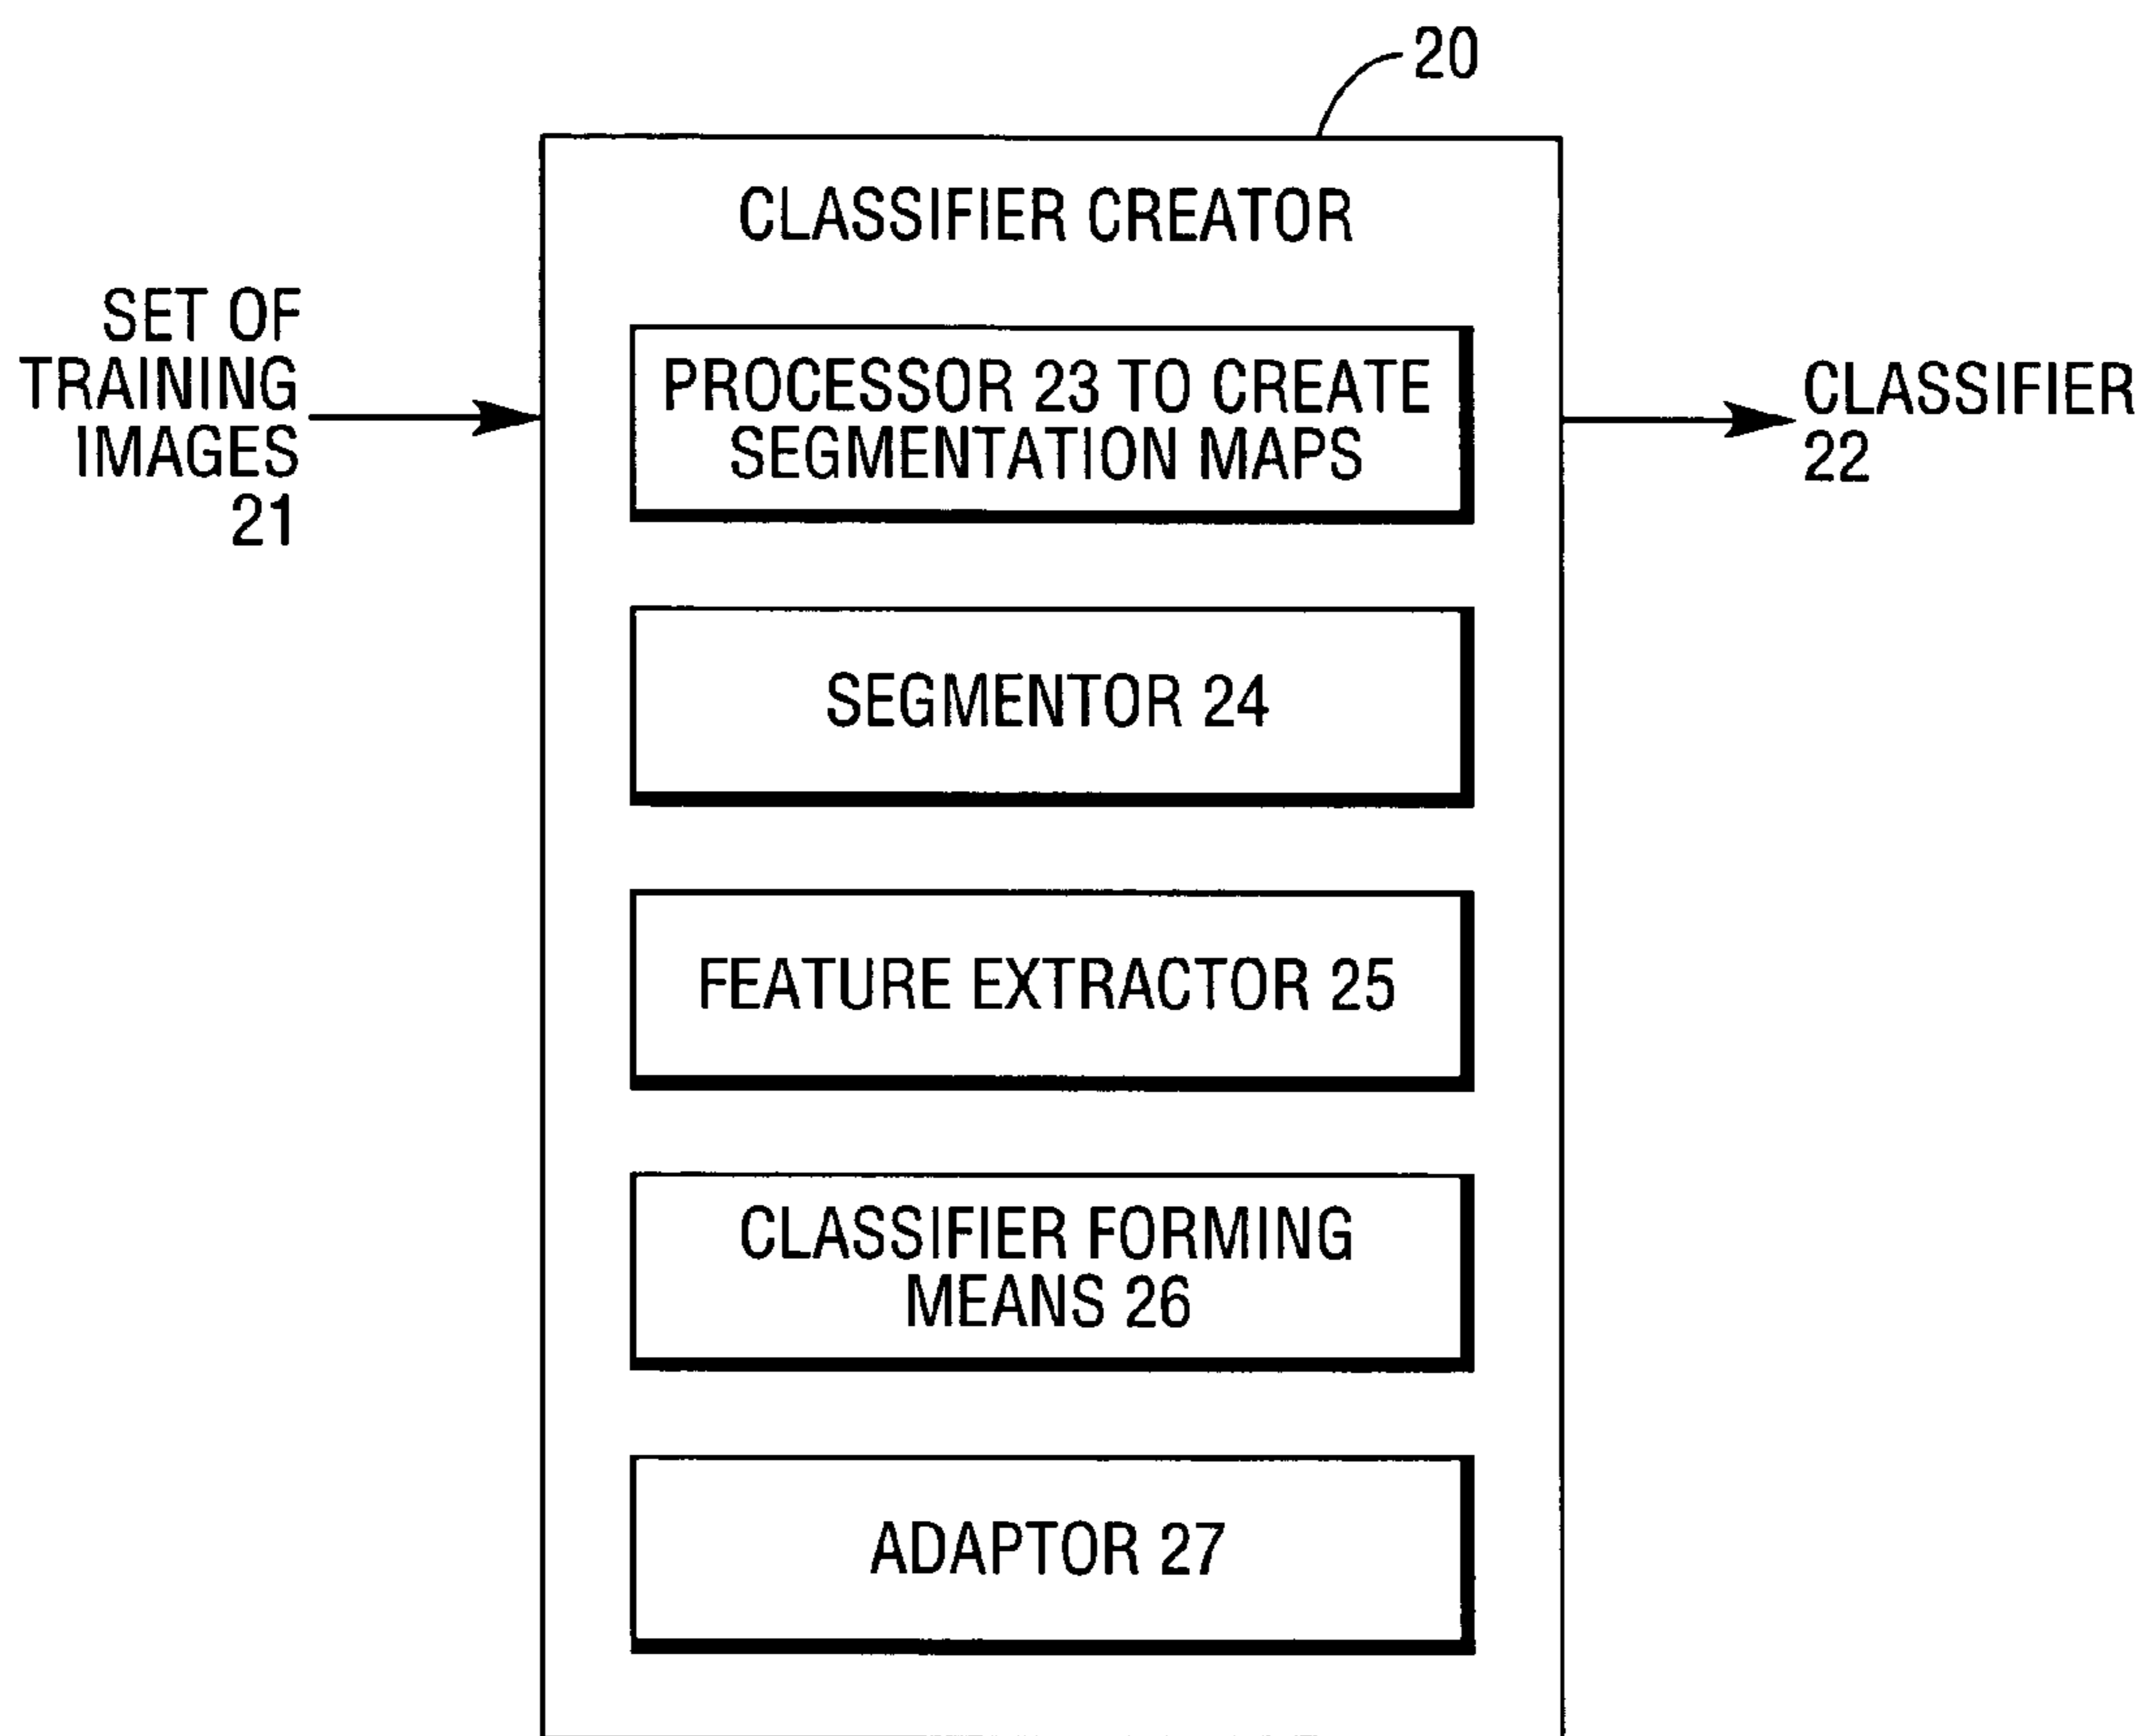 20
CLASSIFIER CREATOR
SET OF
TRAINING
IMAGES
21
PROCESSOR 23 TO CREATE
SEGMENTATION MAPS
CLASSIFIER
22
SEGMENTOR 24
FEATURE EXTRACTOR 25
CLASSIFIER FORMING
MEANS 26
ADAPTOR 27